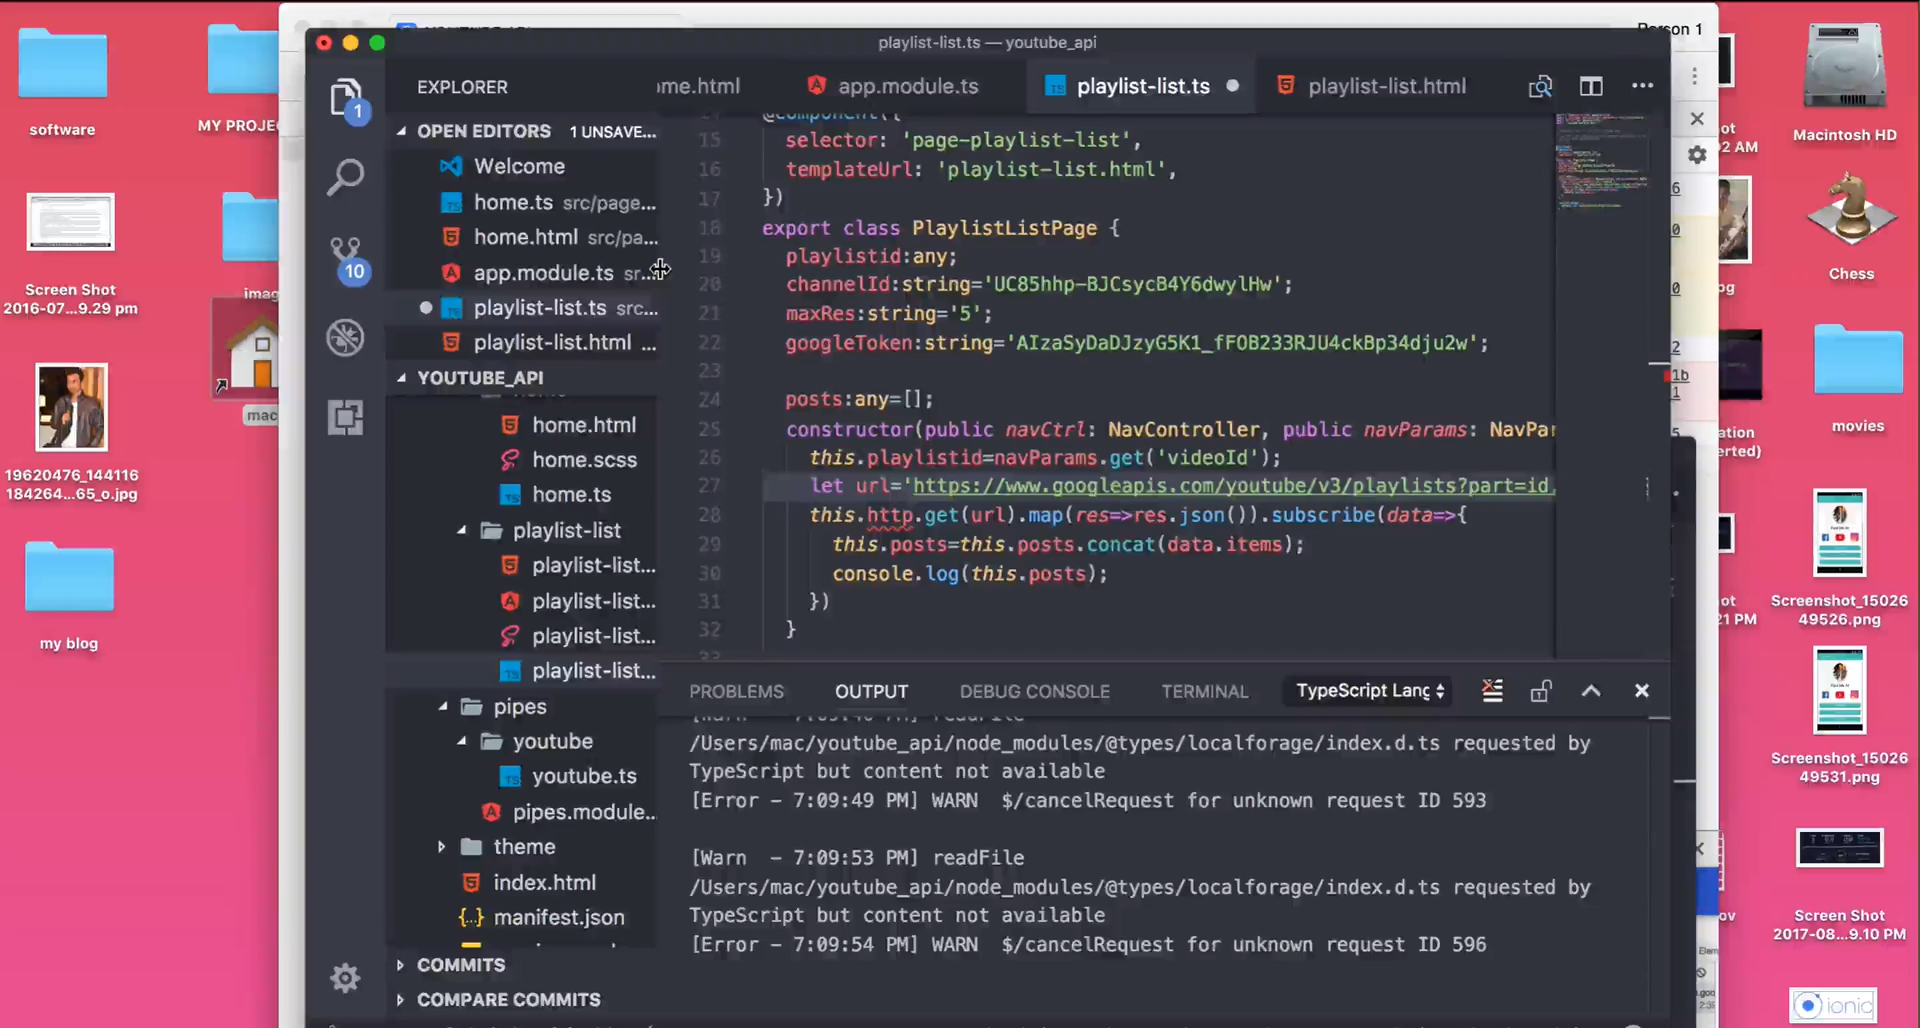 Person 1
playlist-list.ts — youtube_api
EXPLORER
ome.html
app.module.ts
playlist-list.ts
playlist-list.html
OPEN EDITORS 1 UNSAVE...
Welcome
home.ts src/page...
home.html src/pa...
app.module.ts sr...
playlist-list.ts src...
playlist-list.html ...
YOUTUBE_API
home.html
home.scss
home.ts
playlist-list
playlist-list...
playlist-list...
playlist-list...
playlist-list...
pipes
youtube
youtube.ts
pipes.module...
theme
index.html
manifest.json
COMMITS
COMPARE COMMITS
1
10
@Component({
15 selector: 'page-playlist-list',
16 templateUrl: 'playlist-list.html',
17 })
18 export class PlaylistListPage {
19 playlistid:any;
20 channelId:string='UC85hhp-BJCsycB4Y6dwylHw';
21 maxRes:string='5';
22 googleToken:string='AIzaSyDaDJzyG5K1_fFOB233RJU4ckBp34dju2w';
23
24 posts:any=[];
25 constructor(public navCtrl: NavController, public navParams: NavPar
26 this.playlistid=navParams.get('videoId');
27 let url='https://www.googleapis.com/youtube/v3/playlists?part=id,
28 this.http.get(url).map(res=>res.json()).subscribe(data=>{
29 this.posts=this.posts.concat(data.items);
30 console.log(this.posts);
31 })
32 }
33
PROBLEMS OUTPUT DEBUG CONSOLE TERMINAL TypeScript Lang
/Users/mac/youtube_api/node_modules/@types/localforage/index.d.ts requested by
TypeScript but content not available
[Error - 7:09:49 PM] WARN $/cancelRequest for unknown request ID 593
[Warn - 7:09:53 PM] readFile
/Users/mac/youtube_api/node_modules/@types/localforage/index.d.ts requested by
TypeScript but content not available
[Error - 7:09:54 PM] WARN $/cancelRequest for unknown request ID 596
software
MY PROJE
Screen Shot
2016-07...9.29 pm
imag
mac
19620476_144116
184264...65_o.jpg
my blog
Macintosh HD
Chess
movies
Screenshot_15026
49526.png
Screenshot_15026
49531.png
Screen Shot
2017-08...9.10 PM
ionic